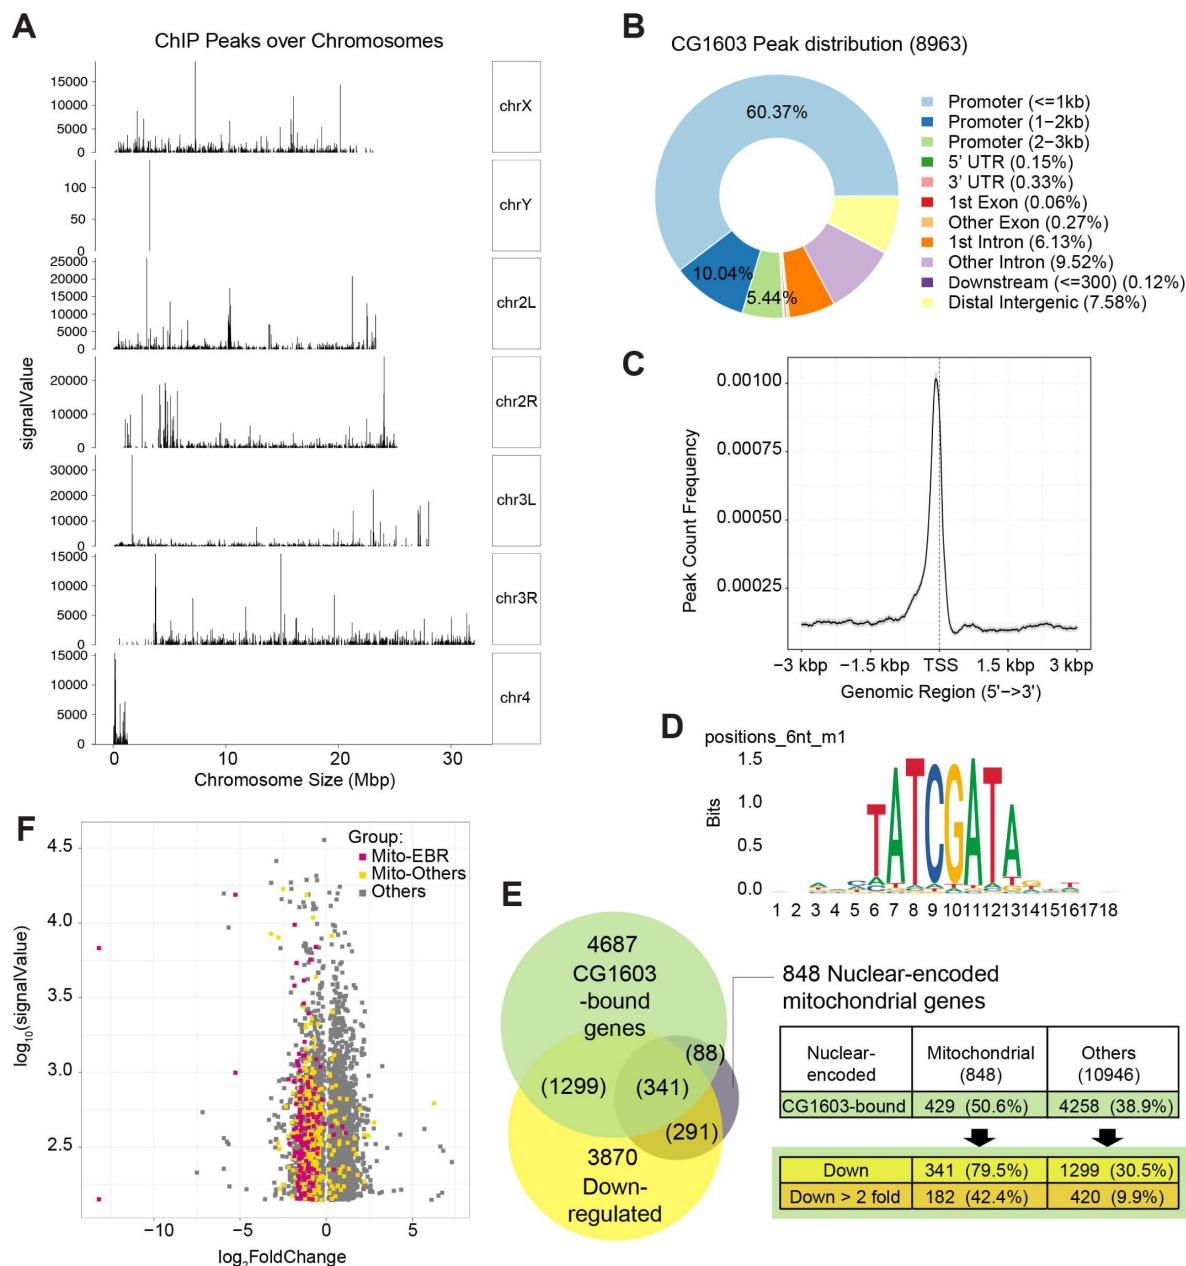 A
ChIP Peaks over Chromosomes
signalValue
15000
10000
5000
0
chrX
100
50
0
chrY
25000
20000
15000
10000
5000
0
chr2L
20000
10000
0
chr2R
30000
20000
10000
0
chr3L
15000
10000
5000
0
chr3R
15000
10000
5000
0
chr4
0 10 20 30
Chromosome Size (Mbp)
B
CG1603 Peak distribution (8963)
60.37%
10.04%
5.44%
Promoter (<=1kb)
Promoter (1−2kb)
Promoter (2−3kb)
5' UTR (0.15%)
3' UTR (0.33%)
1st Exon (0.06%)
Other Exon (0.27%)
1st Intron (6.13%)
Other Intron (9.52%)
Downstream (<=300) (0.12%)
Distal Intergenic (7.58%)
C
Peak Count Frequency
0.00100
0.00075
0.00050
0.00025
−3 kbp −1.5 kbp TSS 1.5 kbp 3 kbp
Genomic Region (5'−>3')
D
positions_6nt_m1
Bits
1.5
1.0
0.5
0.0
TATCGATA
1 2 3 4 5 6 7 8 9 10 11 12 13 14 15 16 17 18
E
4687
CG1603
-bound
genes
(88)
(1299)
(341)
(291)
3870
Down-
regulated
848 Nuclear-encoded
mitochondrial genes
Nuclear-
encoded
Mitochondrial
(848)
Others
(10946)
CG1603-bound 429 (50.6%) 4258 (38.9%)
Down 341 (79.5%) 1299 (30.5%)
Down > 2 fold 182 (42.4%) 420 (9.9%)
F
Group:
Mito-EBR
Mito-Others
Others
log10(signalValue)
4.5
4.0
3.5
3.0
2.5
−10 −5 0 5
log2FoldChange